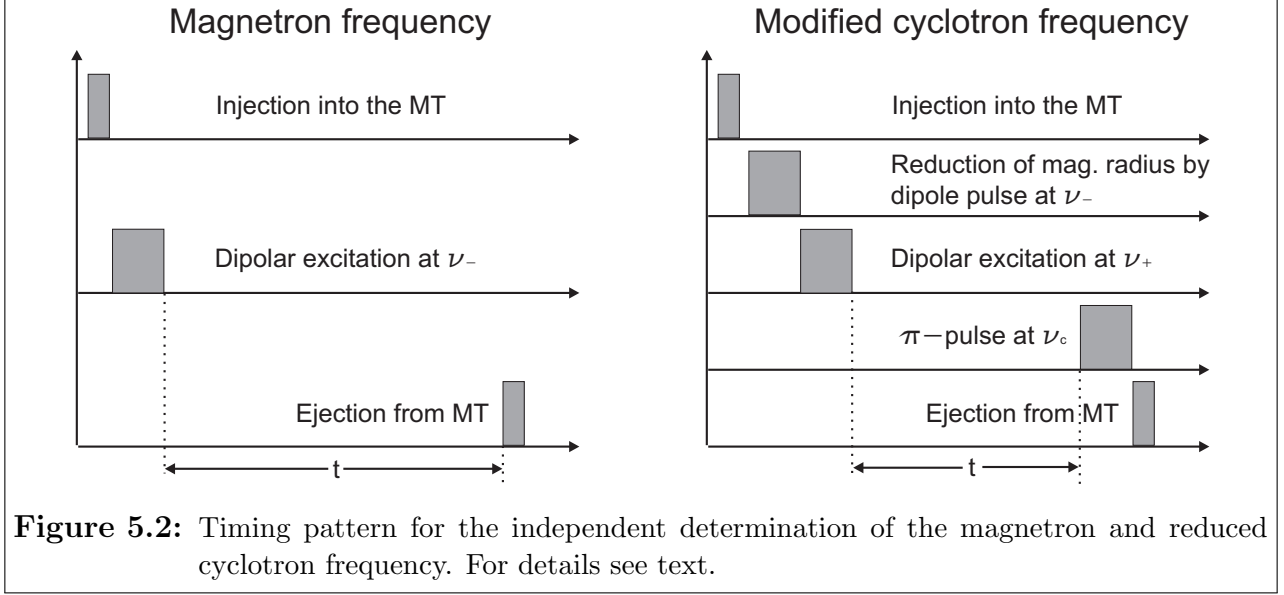 Magnetron frequency
Injection into the MT
Dipolar excitation at ν₋
Ejection from MT
t
Modified cyclotron frequency
Injection into the MT
Reduction of mag. radius by
dipole pulse at ν₋
Dipolar excitation at ν₊
π−pulse at ν_c
Ejection from MT
t
Figure 5.2: Timing pattern for the independent determination of the magnetron and reduced
cyclotron frequency. For details see text.